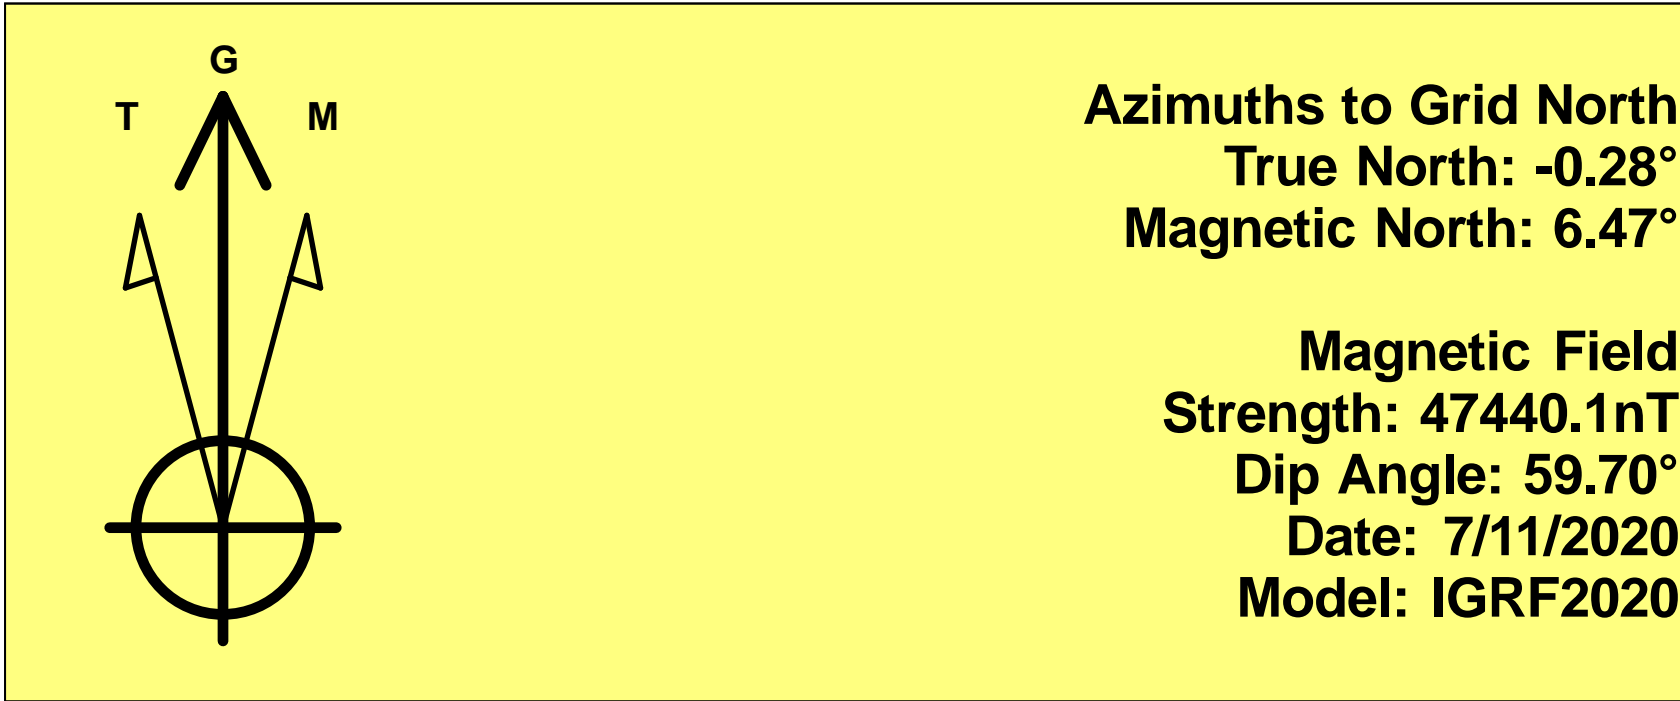 G
T
M
Azimuths to Grid North
True North: -0.28°
Magnetic North: 6.47°
Magnetic Field
Strength: 47440.1nT
Dip Angle: 59.70°
Date: 7/11/2020
Model: IGRF2020